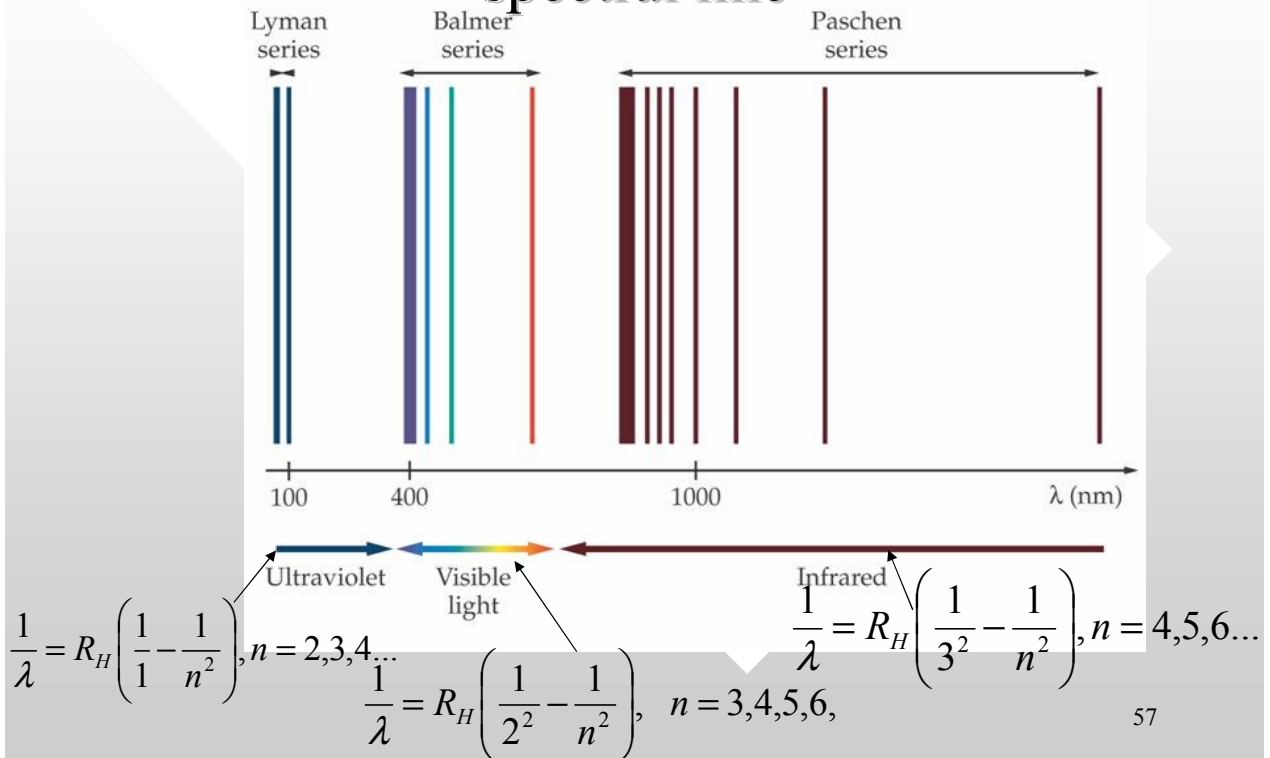 spectral line
Lyman series
Balmer series
Paschen series
100
400
1000
λ (nm)
Ultraviolet
Visible light
Infrared
1/λ = R_H(1/1 − 1/n²), n = 2,3,4...
1/λ = R_H(1/2² − 1/n²), n = 3,4,5,6,
1/λ = R_H(1/3² − 1/n²), n = 4,5,6...
57